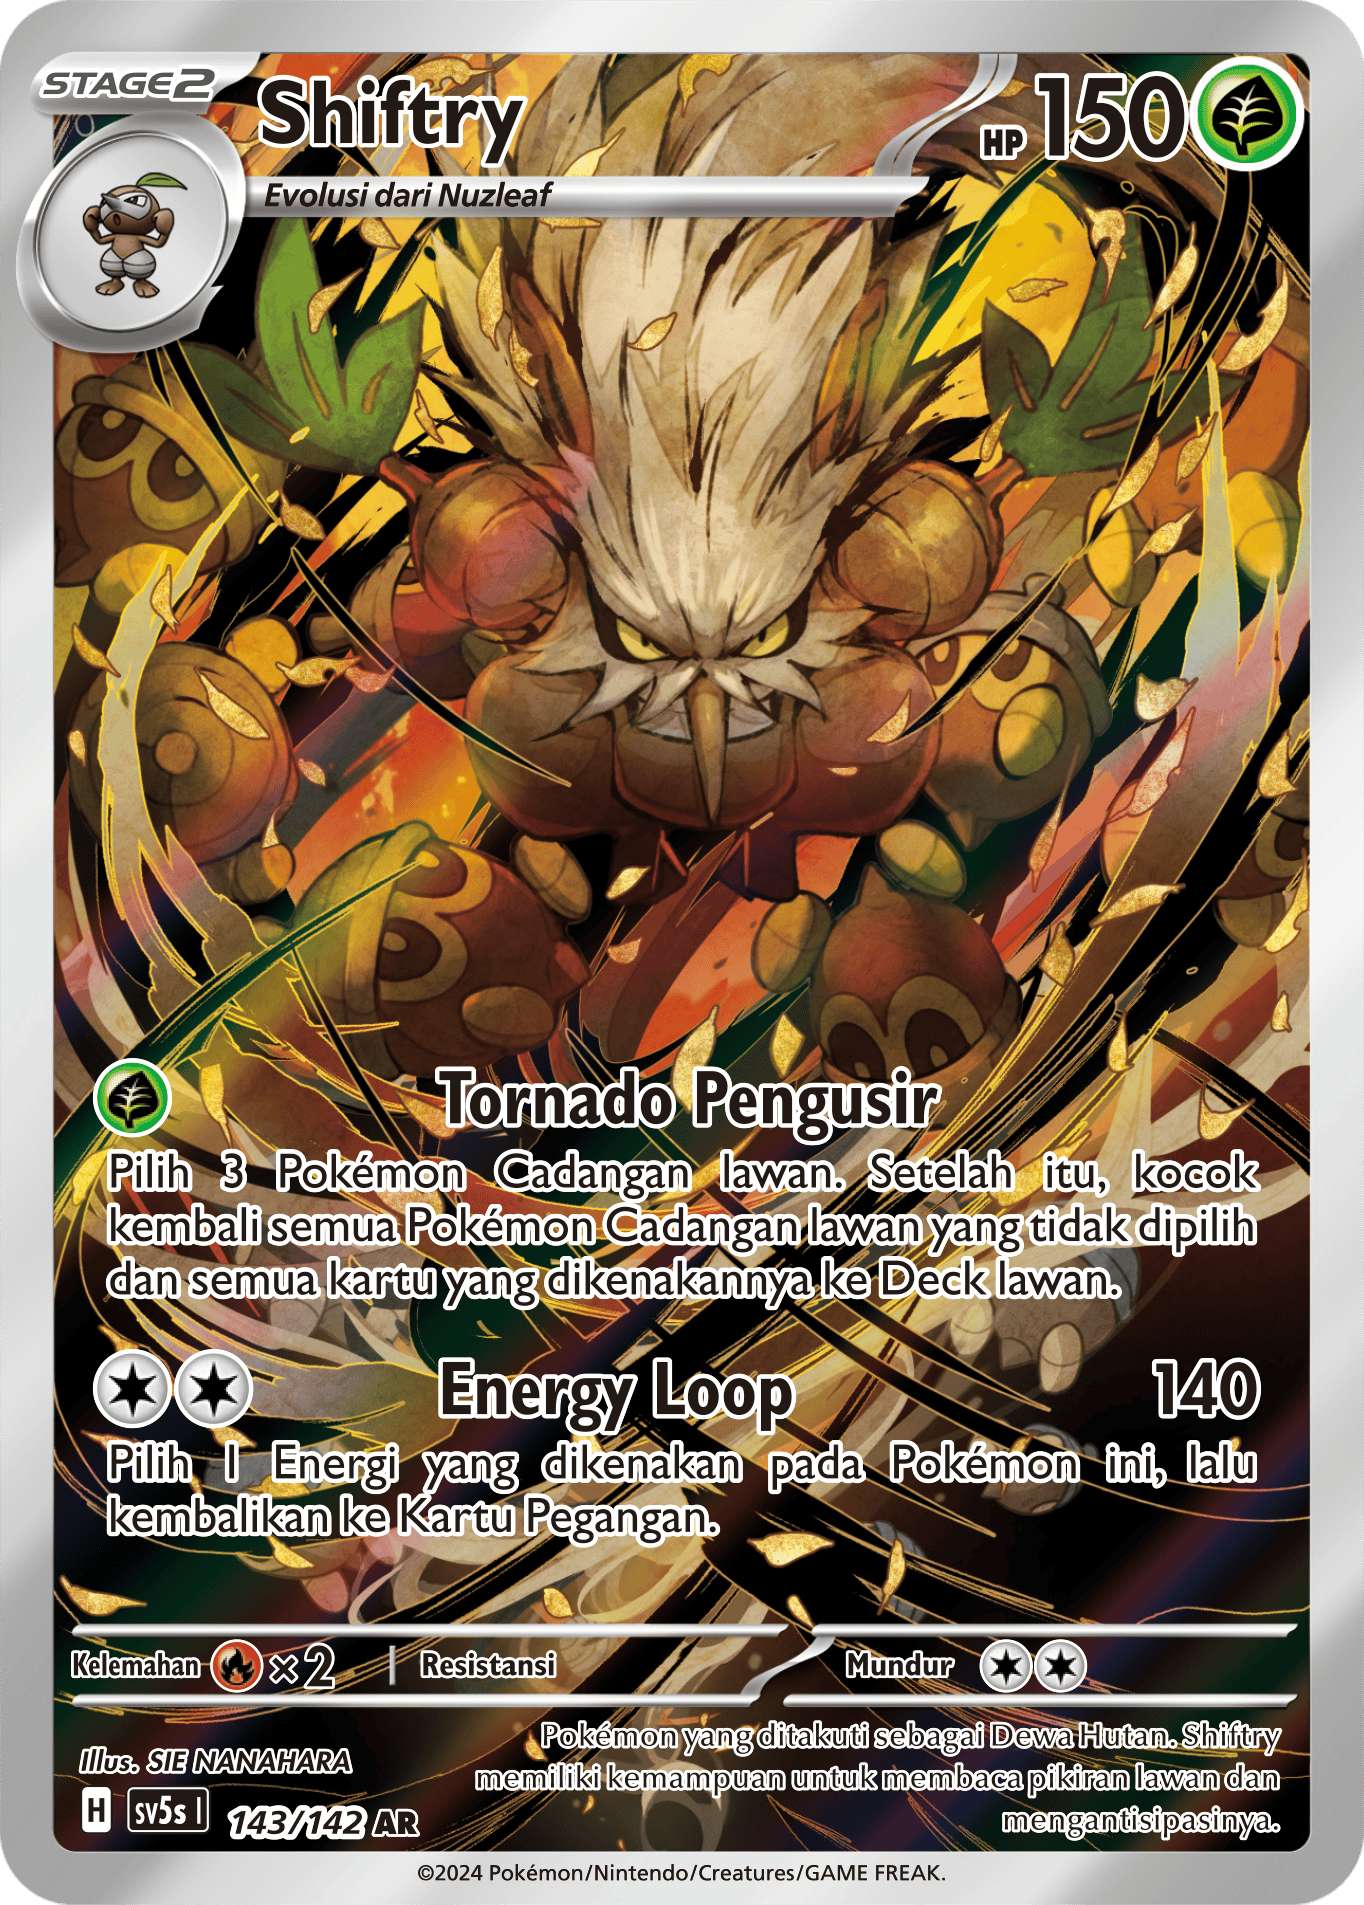 STAGE2
Shiftry
HP 150
Evolusi dari Nuzleaf
Tornado Pengusir
Pilih 3 Pokémon Cadangan lawan. Setelah itu, kocok
kembali semua Pokémon Cadangan lawan yang tidak dipilih
dan semua kartu yang dikenakannya ke Deck lawan.
Energy Loop 140
Pilih 1 Energi yang dikenakan pada Pokémon ini, lalu
kembalikan ke Kartu Pegangan.
Kelemahan ×2 Resistansi Mundur
Pokémon yang ditakuti sebagai Dewa Hutan. Shiftry
memiliki kemampuan untuk membaca pikiran lawan dan
mengantisipasinya.
Illus. SIE NANAHARA
H sv5s I 143/142 AR
©2024 Pokémon/Nintendo/Creatures/GAME FREAK.